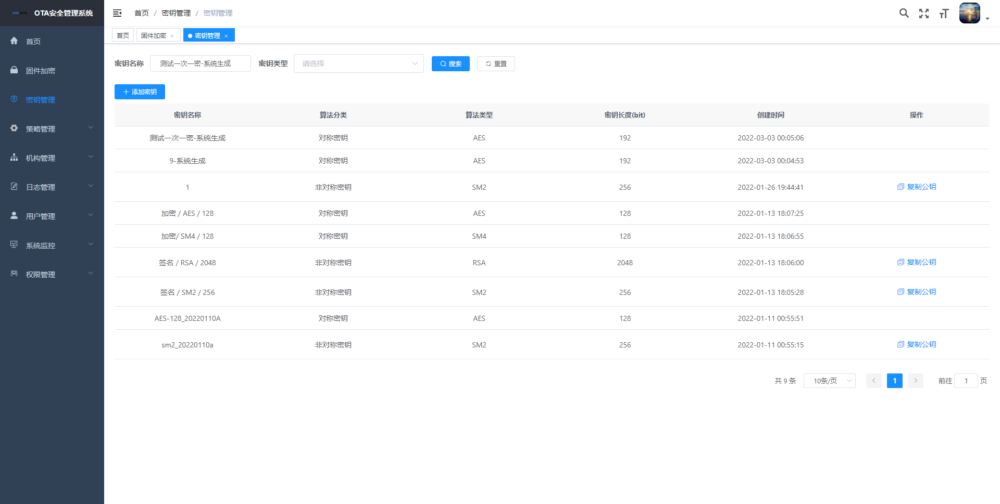 OTA安全管理系统
首页 / 密钥管理 / 密钥管理
首页
固件加密 ×
密钥管理 ×
首页
固件加密
密钥管理
策略管理
机构管理
日志管理
用户管理
系统监控
权限管理
密钥名称 测试一次一密-系统生成 密钥类型 请选择 搜索 重置
添加密钥
密钥名称 算法分类 算法类型 密钥长度(bit) 创建时间 操作
测试一次一密-系统生成 对称密钥 AES 192 2022-03-03 00:05:06
9-系统生成 对称密钥 AES 192 2022-03-03 00:04:53
1 非对称密钥 SM2 256 2022-01-26 19:44:41 复制公钥
加密 / AES / 128 对称密钥 AES 128 2022-01-13 18:07:25
加密/ SM4 / 128 对称密钥 SM4 128 2022-01-13 18:06:55
签名 / RSA / 2048 非对称密钥 RSA 2048 2022-01-13 18:06:00 复制公钥
签名 / SM2 / 256 非对称密钥 SM2 256 2022-01-13 18:05:28 复制公钥
AES-128_20220110A 对称密钥 AES 128 2022-01-11 00:55:51
sm2_20220110a 非对称密钥 SM2 256 2022-01-11 00:55:15 复制公钥
共 9 条 10条/页 1 前往 1 页